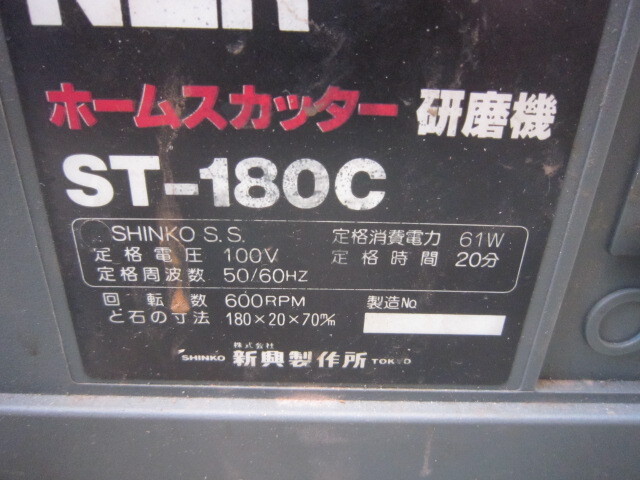 ホームスカッター 研磨機
ST-180C
SHINKO S.S. 定格消費電力 61W
定格電圧 100V 定格時間 20分
定格周波数 50/60HZ
回転数 600RPM 製造No.
と石の寸法 180×20×70m/m
株式会社
SHINKO 新興製作所 TOKYO